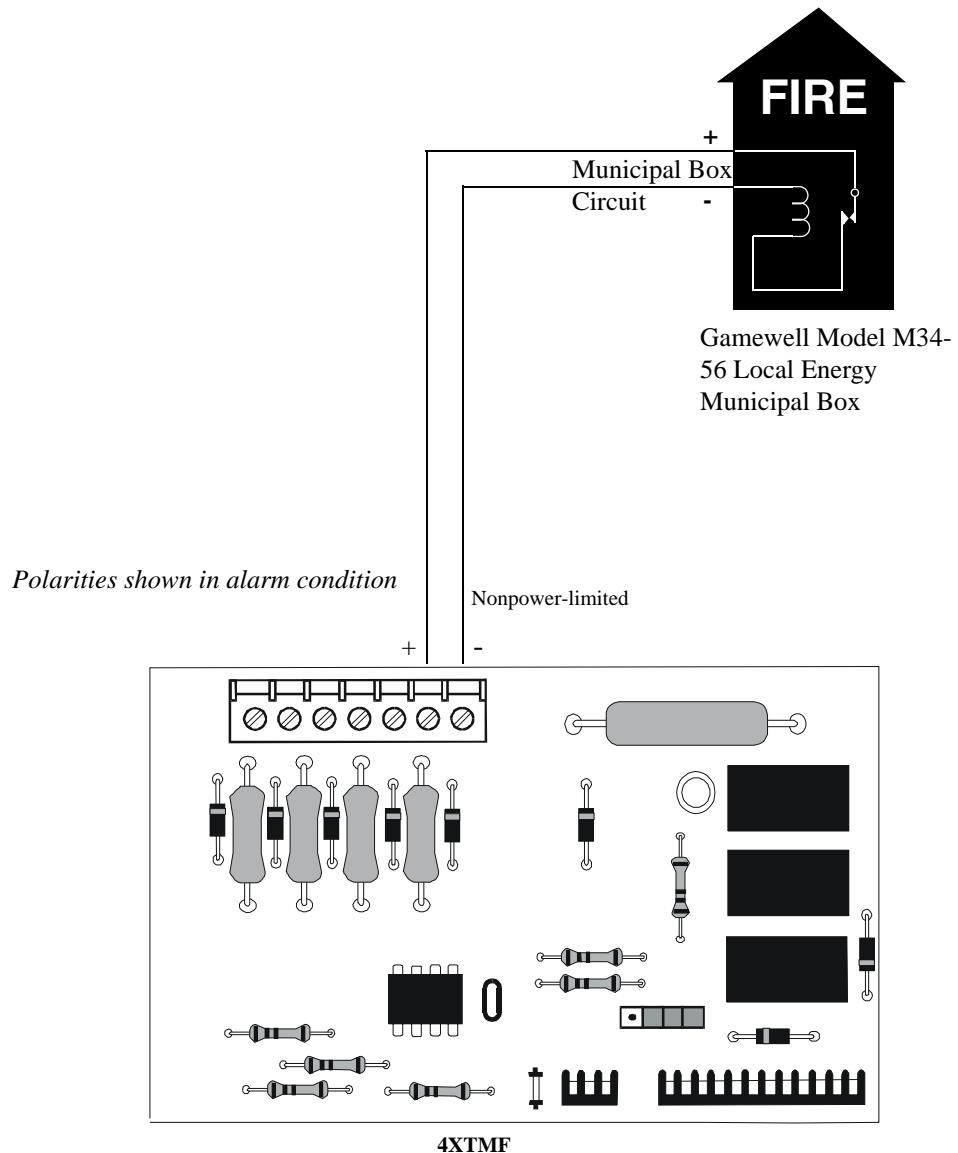 FIRE
+
Municipal Box
Circuit -
Gamewell Model M34-
56 Local Energy
Municipal Box
Polarities shown in alarm condition
Nonpower-limited
+ -
4XTMF